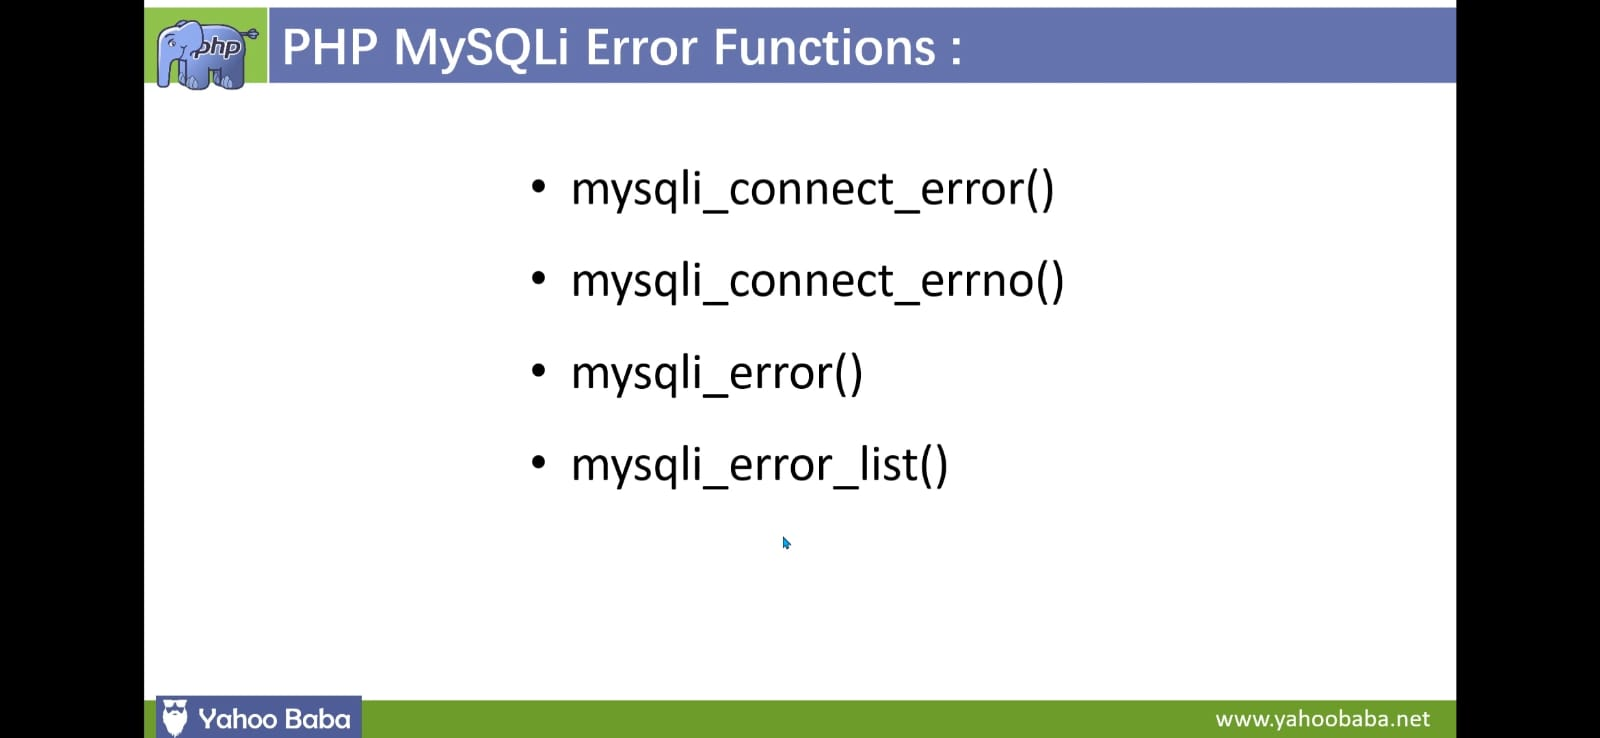 php
PHP MySQLi Error Functions :
• mysqli_connect_error()
• mysqli_connect_errno()
• mysqli_error()
• mysqli_error_list()
Yahoo Baba
www.yahoobaba.net